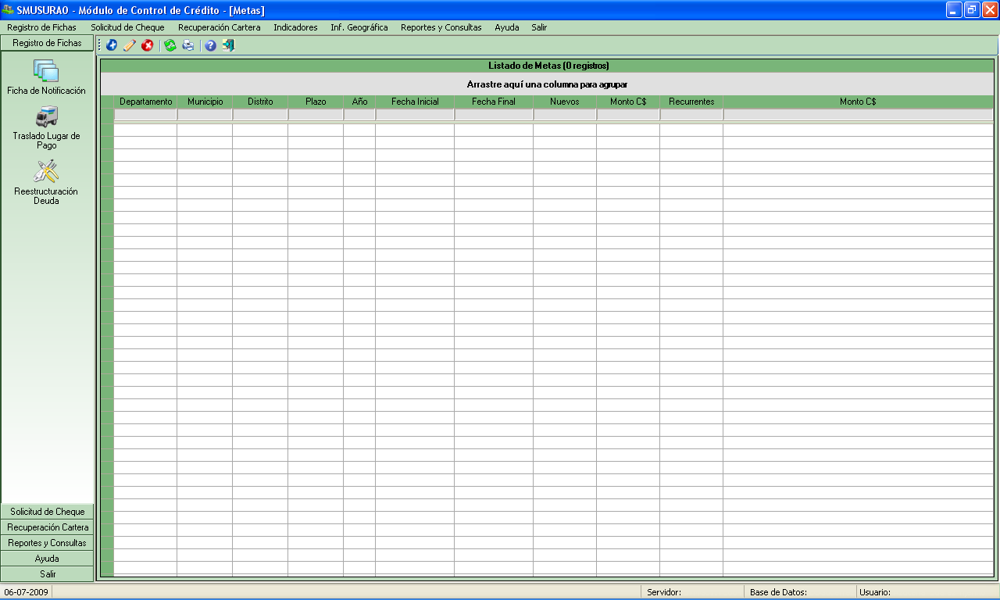 SMUSURA0 - Módulo de Control de Crédito - [Metas]
Registro de Fichas Solicitud de Cheque Recuperación Cartera Indicadores Inf. Geográfica Reportes y Consultas Ayuda Salir
Registro de Fichas
Ficha de Notificación
Traslado Lugar de
Pago
Reestructuración
Deuda
Solicitud de Cheque
Recuperación Cartera
Reportes y Consultas
Ayuda
Salir
Listado de Metas (0 registros)
Arrastre aquí una columna para agrupar
Departamento Municipio Distrito Plazo Año Fecha Inicial Fecha Final Nuevos Monto C$ Recurrentes Monto C$
06-07-2009 Servidor: Base de Datos: Usuario: